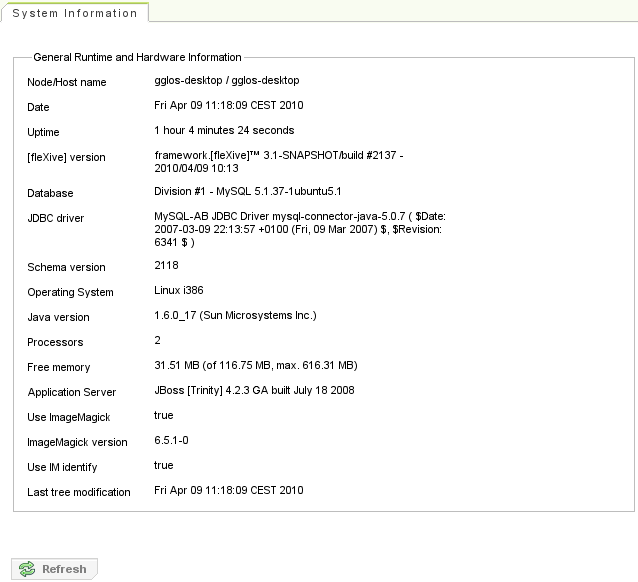 System Information
General Runtime and Hardware Information
Node/Host name gglos-desktop / gglos-desktop
Date Fri Apr 09 11:18:09 CEST 2010
Uptime 1 hour 4 minutes 24 seconds
[fleXive] version framework.[fleXive]™ 3.1-SNAPSHOT/build #2137 -
2010/04/09 10:13
Database Division #1 - MySQL 5.1.37-1ubuntu5.1
JDBC driver MySQL-AB JDBC Driver mysql-connector-java-5.0.7 ( $Date:
2007-03-09 22:13:57 +0100 (Fri, 09 Mar 2007) $, $Revision:
6341 $ )
Schema version 2118
Operating System Linux i386
Java version 1.6.0_17 (Sun Microsystems Inc.)
Processors 2
Free memory 31.51 MB (of 116.75 MB, max. 616.31 MB)
Application Server JBoss [Trinity] 4.2.3 GA built July 18 2008
Use ImageMagick true
ImageMagick version 6.5.1-0
Use IM identify true
Last tree modification Fri Apr 09 11:18:09 CEST 2010
Refresh